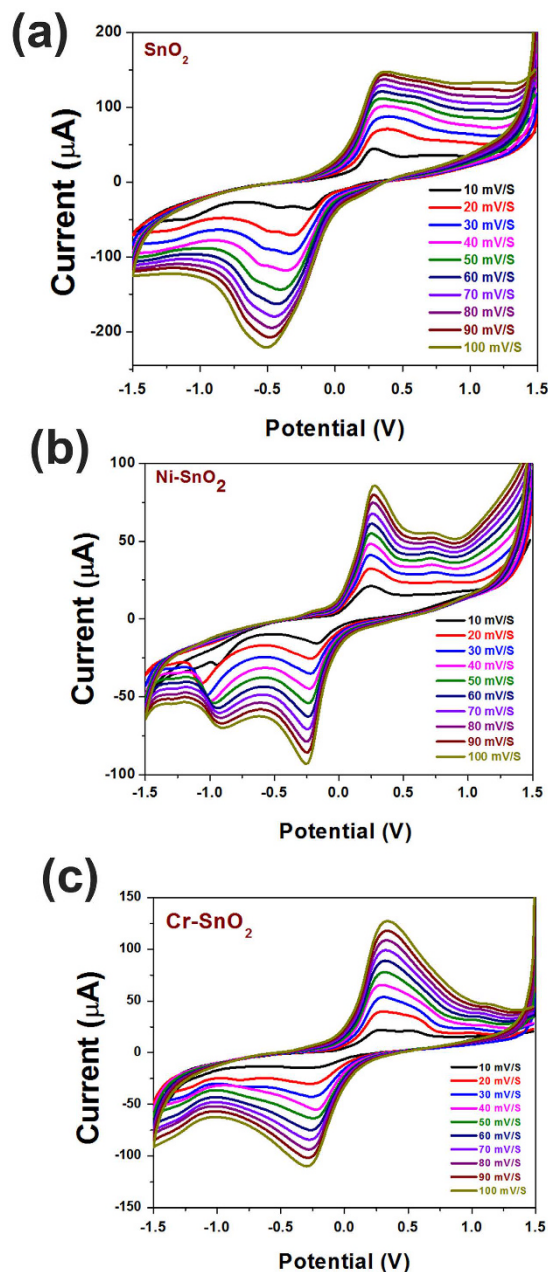 (a)
SnO₂
200
100
0
-100
-200
Current (μA)
10 mV/S
20 mV/S
30 mV/S
40 mV/S
50 mV/S
60 mV/S
70 mV/S
80 mV/S
90 mV/S
100 mV/S
-1.5 -1.0 -0.5 0.0 0.5 1.0 1.5
Potential (V)
(b)
Ni-SnO₂
100
50
0
-50
-100
Current (μA)
10 mV/S
20 mV/S
30 mV/S
40 mV/S
50 mV/S
60 mV/S
70 mV/S
80 mV/S
90 mV/S
100 mV/S
-1.5 -1.0 -0.5 0.0 0.5 1.0 1.5
Potential (V)
(c)
Cr-SnO₂
150
100
50
0
-50
-100
-150
Current (μA)
10 mV/S
20 mV/S
30 mV/S
40 mV/S
50 mV/S
60 mV/S
70 mV/S
80 mV/S
90 mV/S
100 mV/S
-1.5 -1.0 -0.5 0.0 0.5 1.0 1.5
Potential (V)